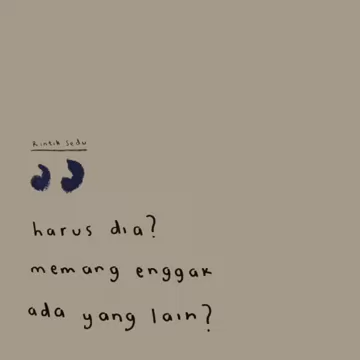 Rintik Sedu
harus dia?
memang enggak
ada yang lain?